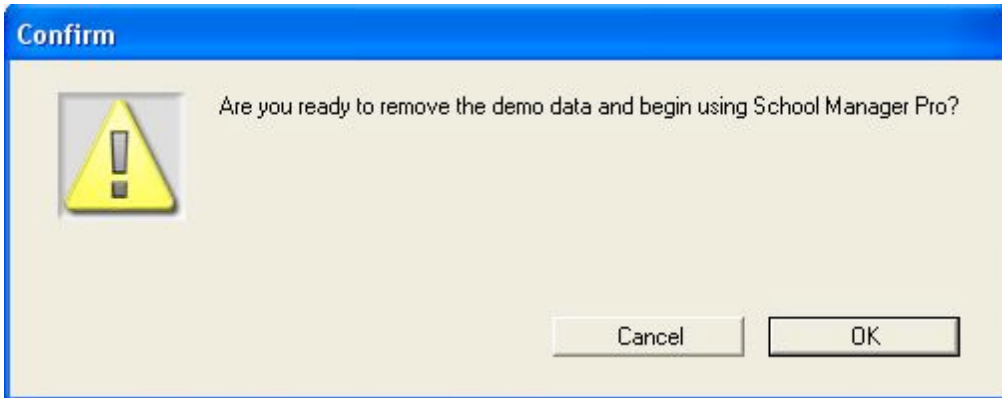 Confirm
Are you ready to remove the demo data and begin using School Manager Pro?
Cancel
OK